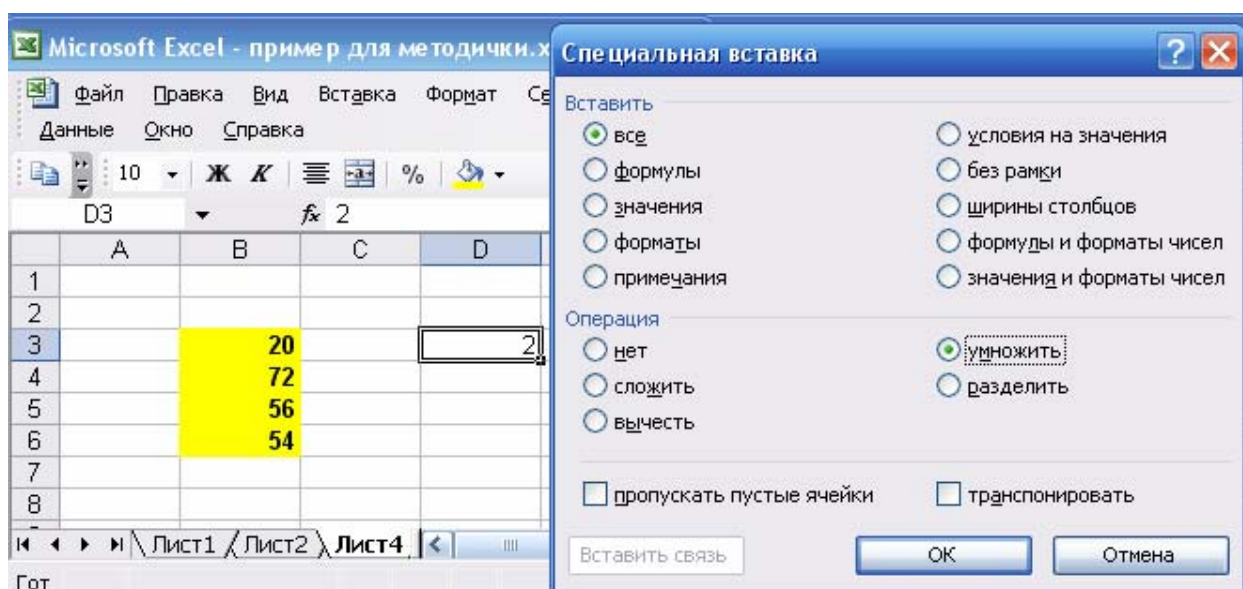 Microsoft Excel - пример для методички.x
Файл Правка Вид Вставка Формат Се
Данные Окно Справка
10 Ж К % 
D3 fx 2
A B C D
1
2
3 20 2
4 72
5 56
6 54
7
8
Лист1 Лист2 Лист4
Гот
Специальная вставка
Вставить
все условия на значения
формулы без рамки
значения ширины столбцов
форматы формулы и форматы чисел
примечания значения и форматы чисел
Операция
нет умножить
сложить разделить
вычесть
пропускать пустые ячейки транспонировать
Вставить связь ОК Отмена